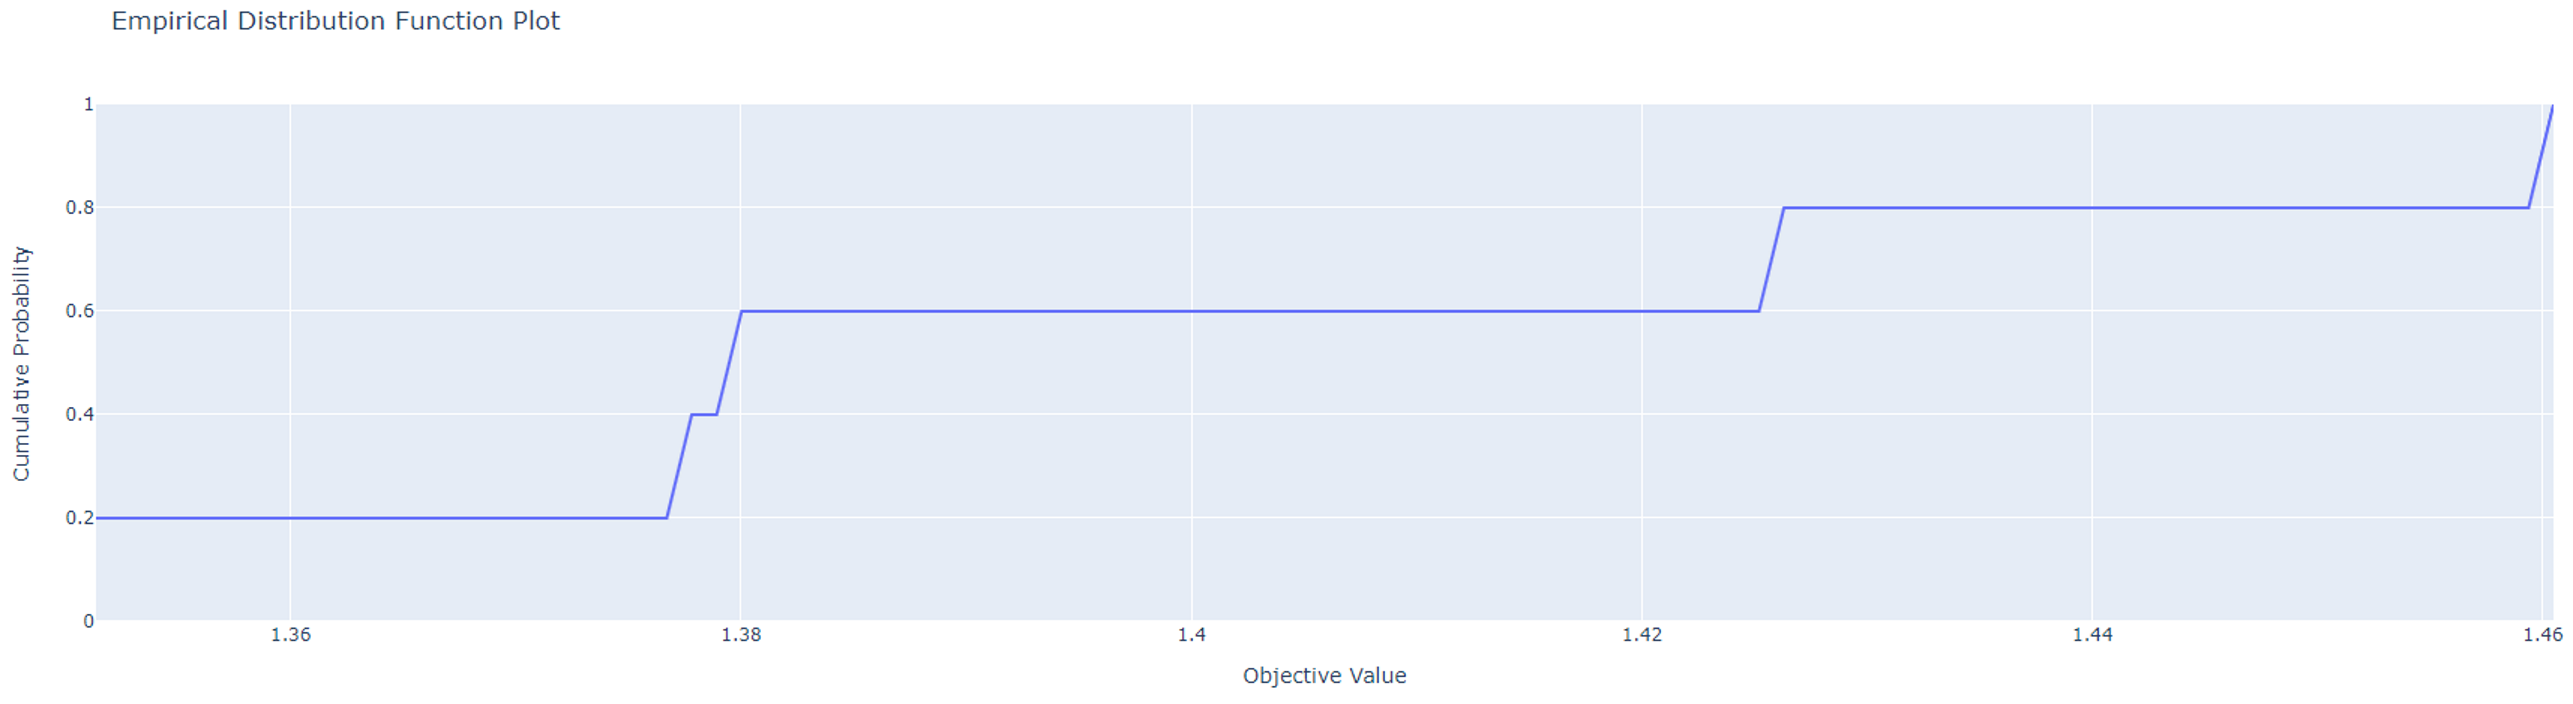 Empirical Distribution Function Plot
1
0.8
0.6
0.4
0.2
0
Cumulative Probability
1.36 1.38 1.4 1.42 1.44 1.46
Objective Value